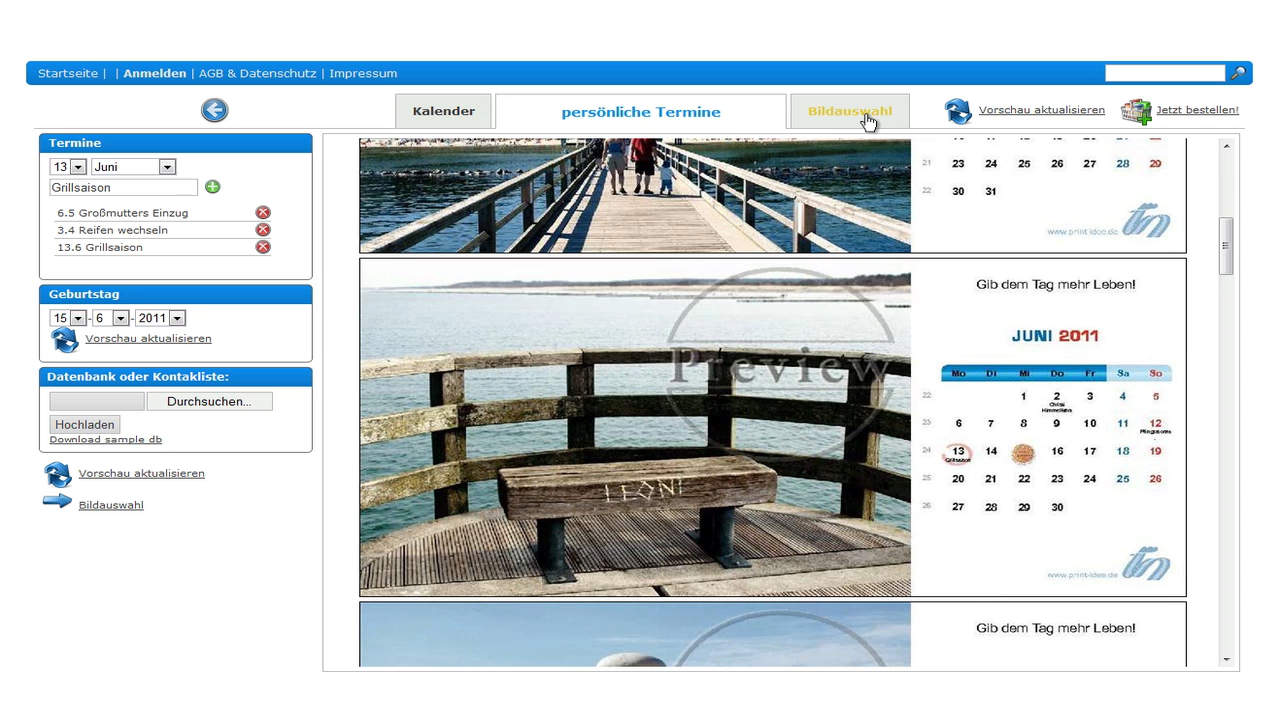 Startseite | | Anmelden | AGB & Datenschutz | Impressum
Kalender
persönliche Termine
Bildauswahl
Vorschau aktualisieren
Jetzt bestellen!
Termine
13 Juni
Grillsaison
6.5 Großmutters Einzug
3.4 Reifen wechseln
13.6 Grillsaison
Geburtstag
15 - 6 - 2011
Vorschau aktualisieren
Datenbank oder Kontakliste:
Durchsuchen...
Hochladen
Download sample db
Vorschau aktualisieren
Bildauswahl
21 23 24 25 26 27 28 29
22 30 31
www.print-idee.de
Preview
LEONI
Gib dem Tag mehr Leben!
JUNI 2011
Mo Di Mi Do Fr Sa So
22 1 2 3 4 5
Christi
Himmelfahrt
23 6 7 8 9 10 11 12
24 13 14 16 17 18 19
Grillsaison
25 20 21 22 23 24 25 26
26 27 28 29 30
www.print-idee.de
Gib dem Tag mehr Leben!